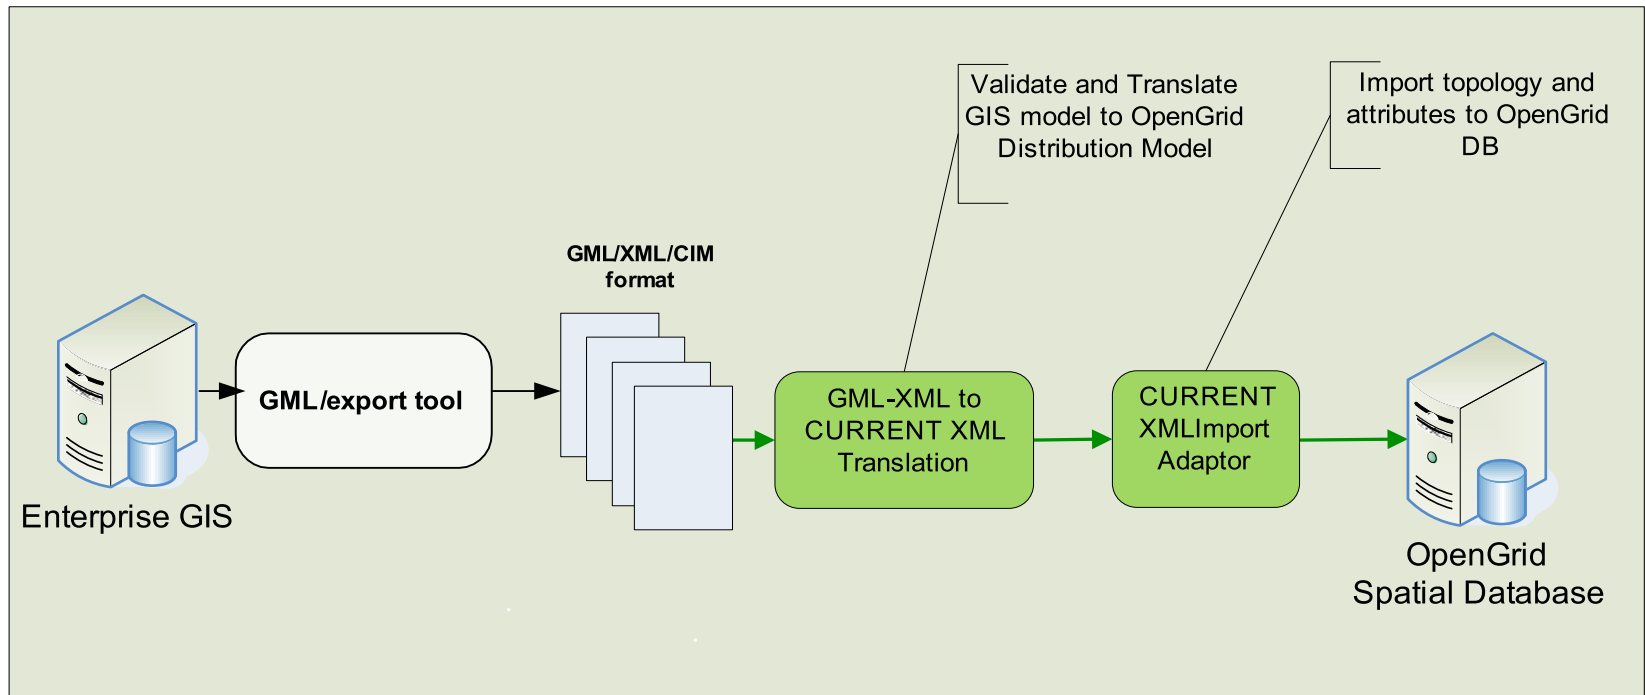 Validate and Translate
GIS model to OpenGrid
Distribution Model
Import topology and
attributes to OpenGrid
DB
GML/XML/CIM
format
GML/export tool
Enterprise GIS
GML-XML to
CURRENT XML
Translation
CURRENT
XMLImport
Adaptor
OpenGrid
Spatial Database